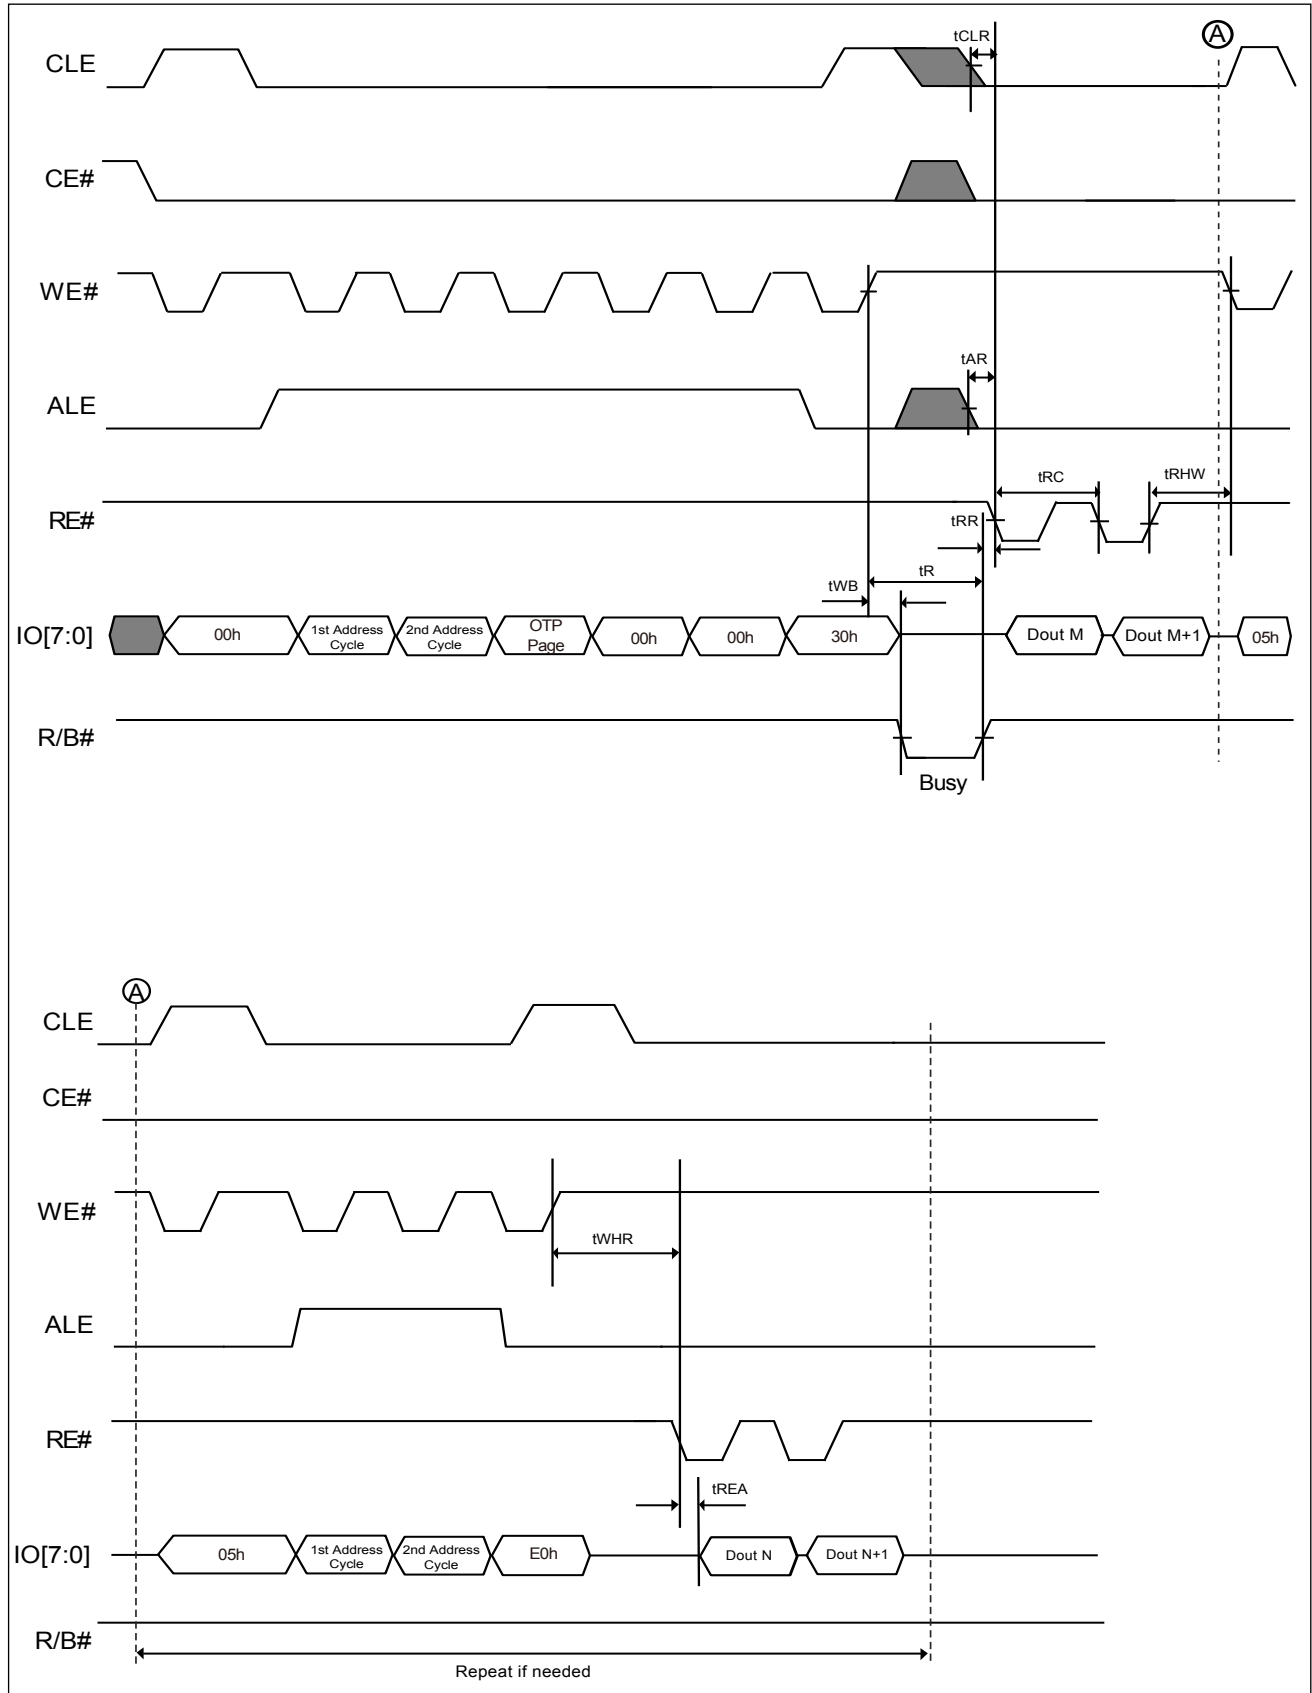 tCLR
A
CLE
CE#
WE#
tAR
ALE
tRC
tRHW
RE#
tRR
tR
tWB
IO[7:0]
00h
1st Address
Cycle
2nd Address
Cycle
OTP
Page
00h
00h
30h
Dout M
Dout M+1
05h
R/B#
Busy
A
CLE
CE#
WE#
tWHR
ALE
RE#
tREA
IO[7:0]
05h
1st Address
Cycle
2nd Address
Cycle
E0h
Dout N
Dout N+1
R/B#
Repeat if needed